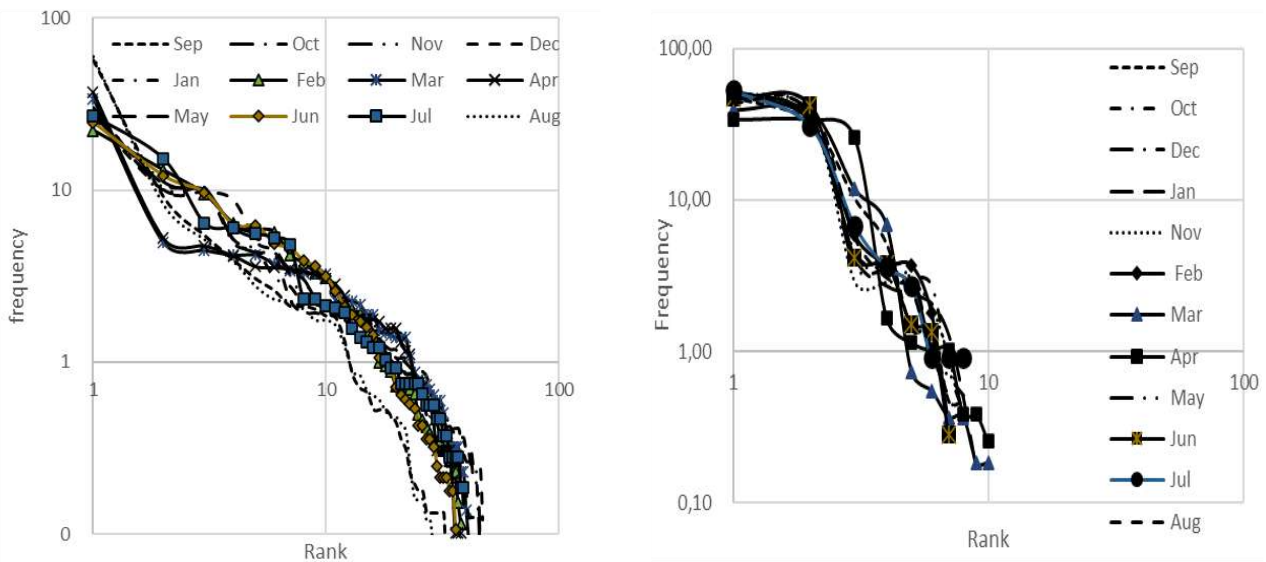 100
Sep Oct Nov Dec
Jan Feb Mar Apr
May Jun Jul Aug
10
1
1 10 100
0
frequency
Rank
100,00
10,00
1,00
1 10 100
0,10
Frequency
Rank
Sep
Oct
Dec
Jan
Nov
Feb
Mar
Apr
May
Jun
Jul
Aug